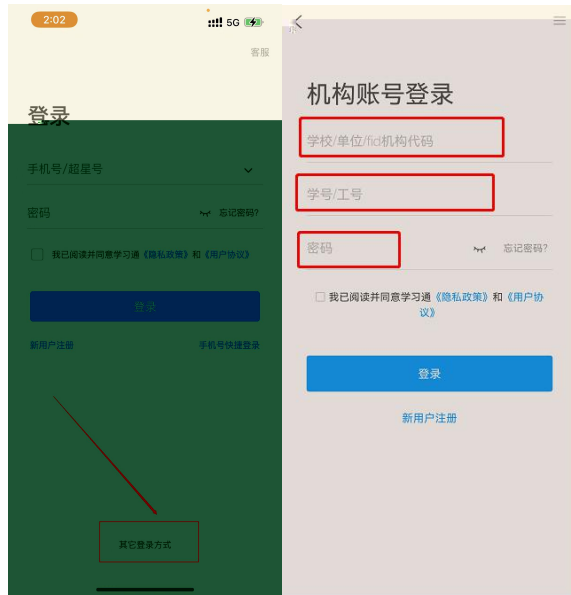 2:02
5G
客服
登录
手机号/超星号
密码
忘记密码?
我已阅读并同意学习通《隐私政策》和《用户协议》
登录
新用户注册
手机号快捷登录
其它登录方式
机构账号登录
学校/单位/fid机构代码
学号/工号
密码
忘记密码?
我已阅读并同意学习通《隐私政策》和《用户协
议》
登录
新用户注册